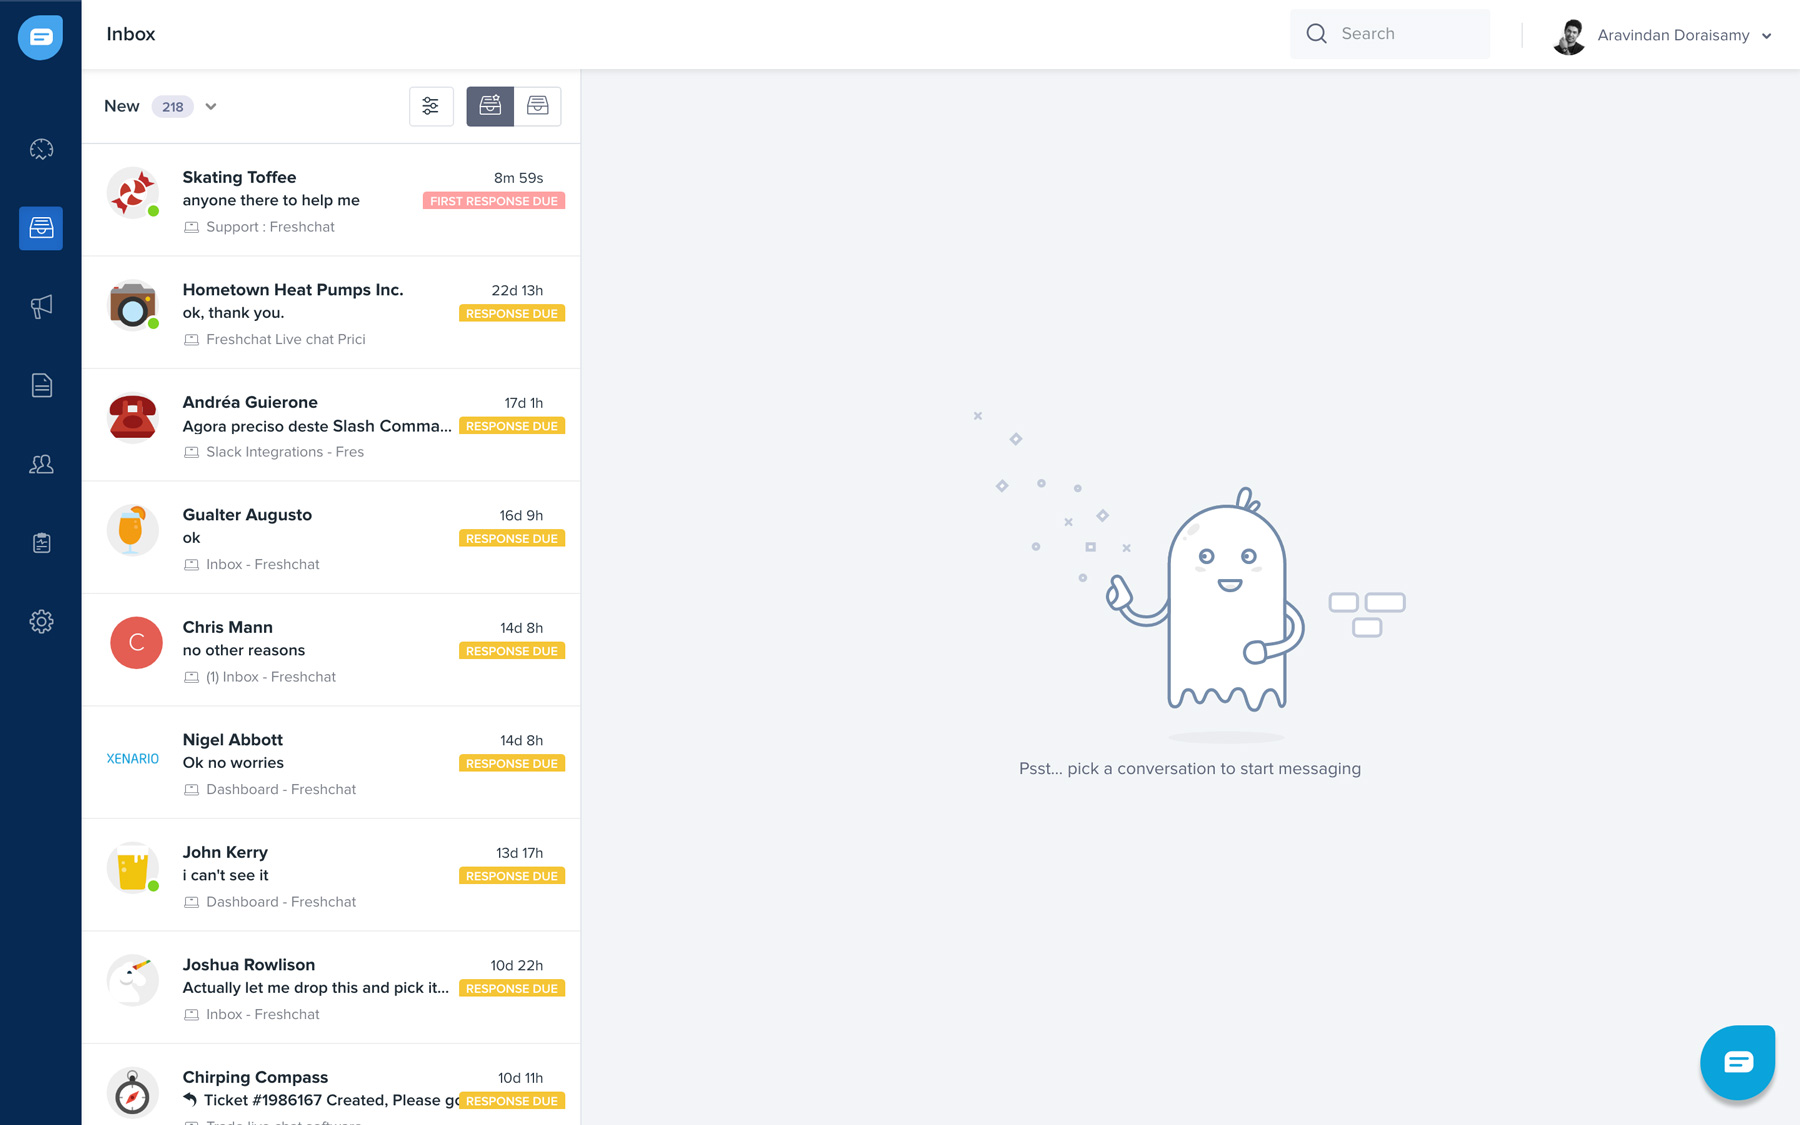 Inbox
Search
Aravindan Doraisamy
New 218
Skating Toffee 8m 59s
anyone there to help me FIRST RESPONSE DUE
Support : Freshchat
Hometown Heat Pumps Inc. 22d 13h
ok, thank you. RESPONSE DUE
Freshchat Live chat Prici
Andréa Guierone 17d 1h
Agora preciso deste Slash Comma... RESPONSE DUE
Slack Integrations - Fres
Gualter Augusto 16d 9h
ok RESPONSE DUE
Inbox - Freshchat
C
Chris Mann 14d 8h
no other reasons RESPONSE DUE
(1) Inbox - Freshchat
XENARIO
Nigel Abbott 14d 8h
Ok no worries RESPONSE DUE
Dashboard - Freshchat
John Kerry 13d 17h
i can't see it RESPONSE DUE
Dashboard - Freshchat
Joshua Rowlison 10d 22h
Actually let me drop this and pick it... RESPONSE DUE
Inbox - Freshchat
Chirping Compass 10d 11h
Ticket #1986167 Created, Please go RESPONSE DUE
Psst... pick a conversation to start messaging